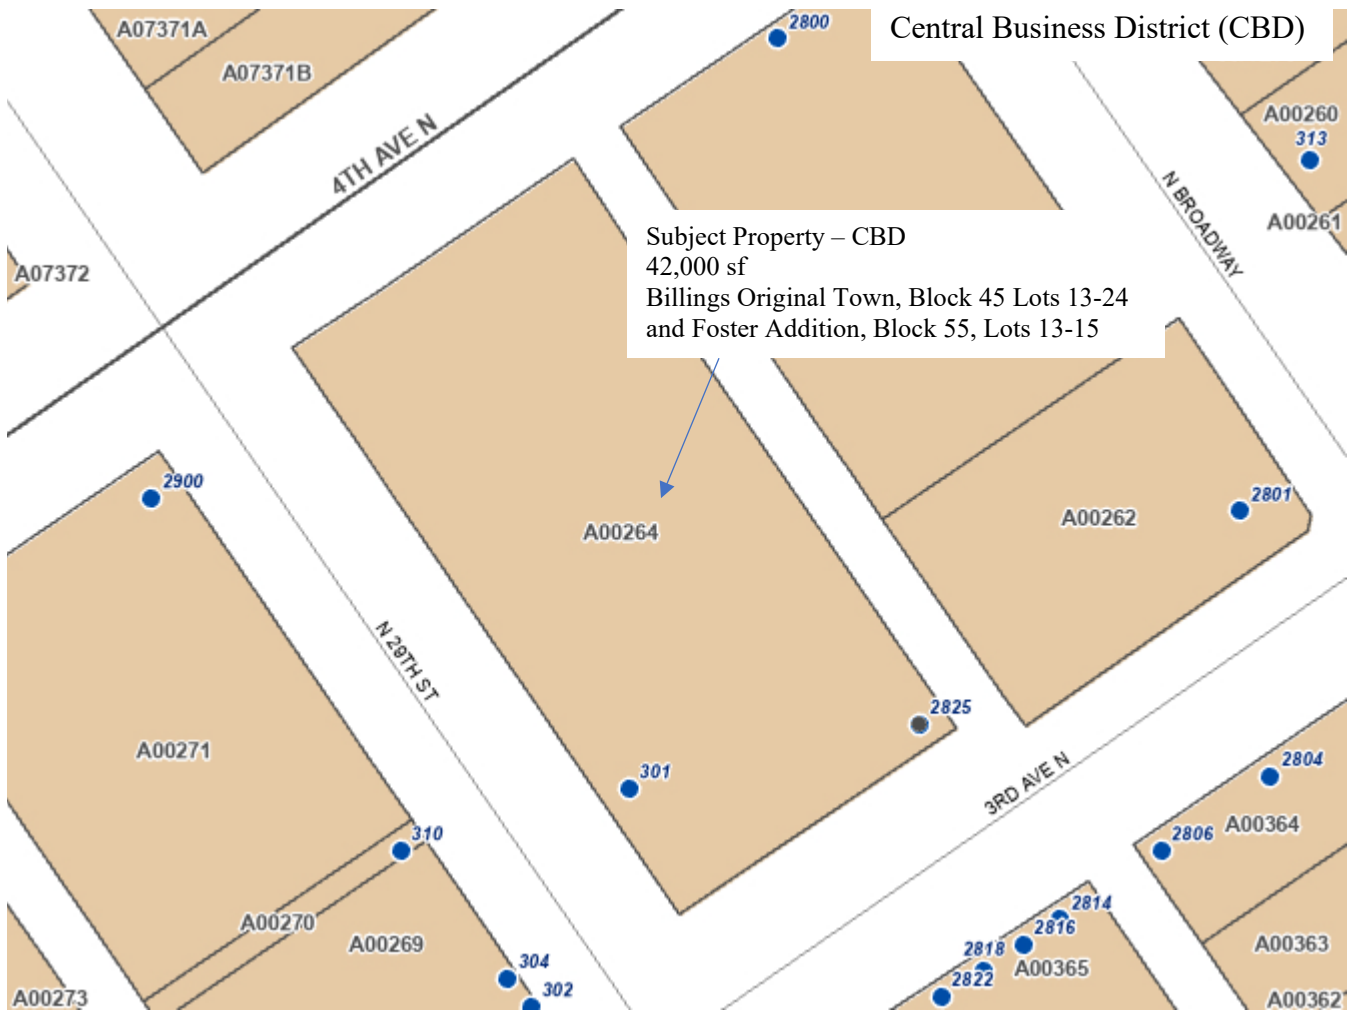 Central Business District (CBD)
A07371A
2800
A07371B
A00260
313
4TH AVE N
N BROADWAY
A00261
Subject Property – CBD
42,000 sf
Billings Original Town, Block 45 Lots 13-24
and Foster Addition, Block 55, Lots 13-15
A07372
2900
2801
A00264
A00262
N 29TH ST
2825
A00271
301
2804
3RD AVE N
310
2806
A00364
A00270
A00269
2814
2816
2818
A00365
A00363
304
2822
302
A00273
A00362